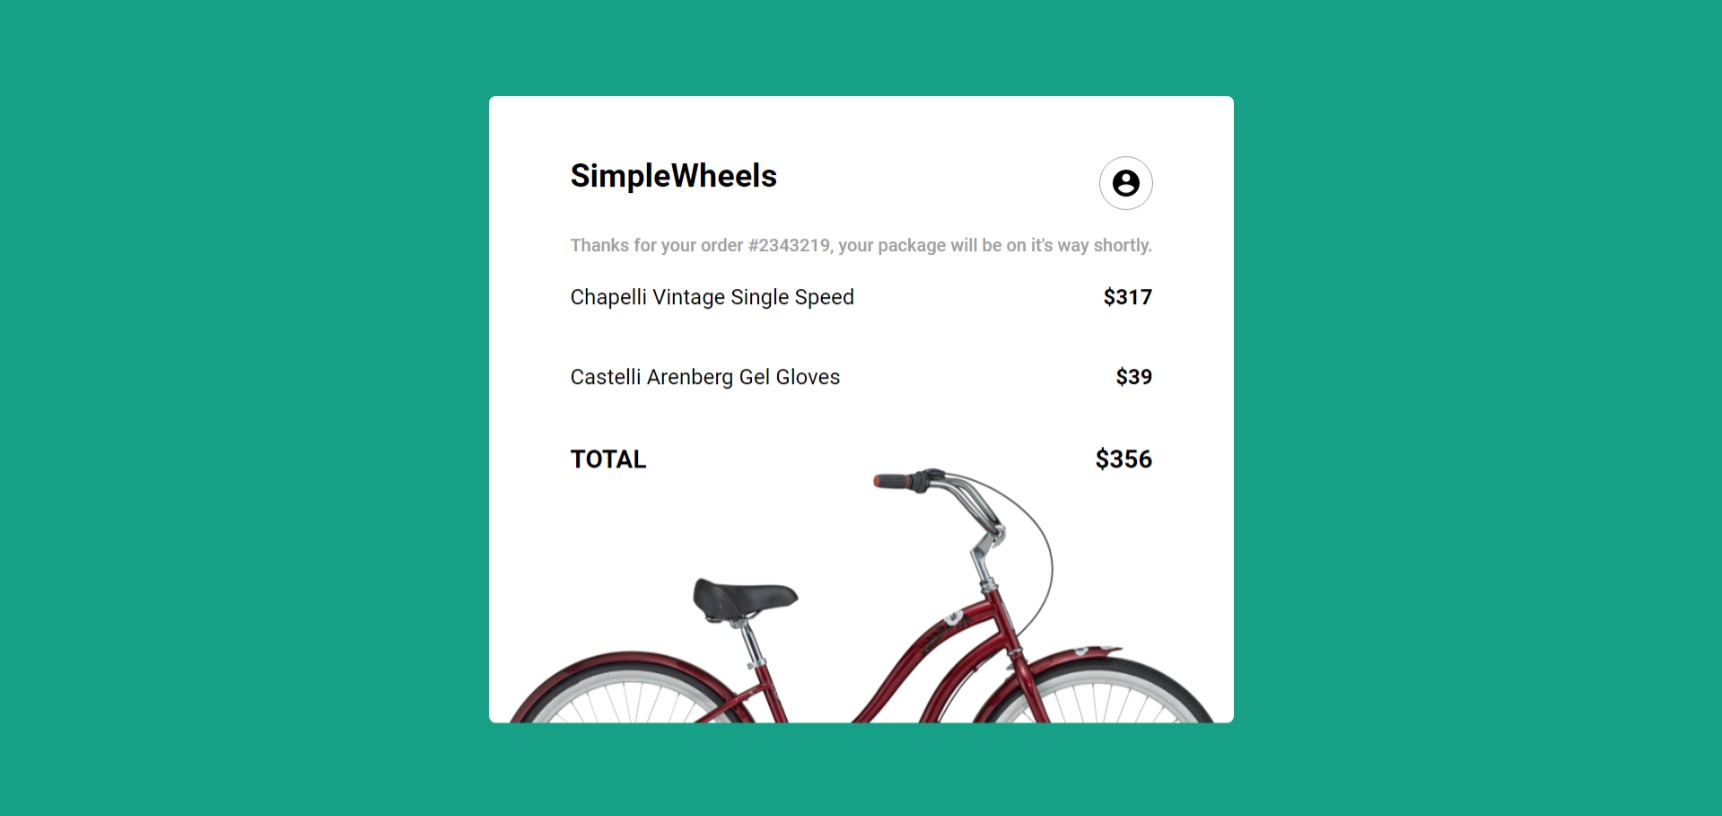 SimpleWheels
Thanks for your order #2343219, your package will be on it's way shortly.
Chapelli Vintage Single Speed $317
Castelli Arenberg Gel Gloves $39
TOTAL $356